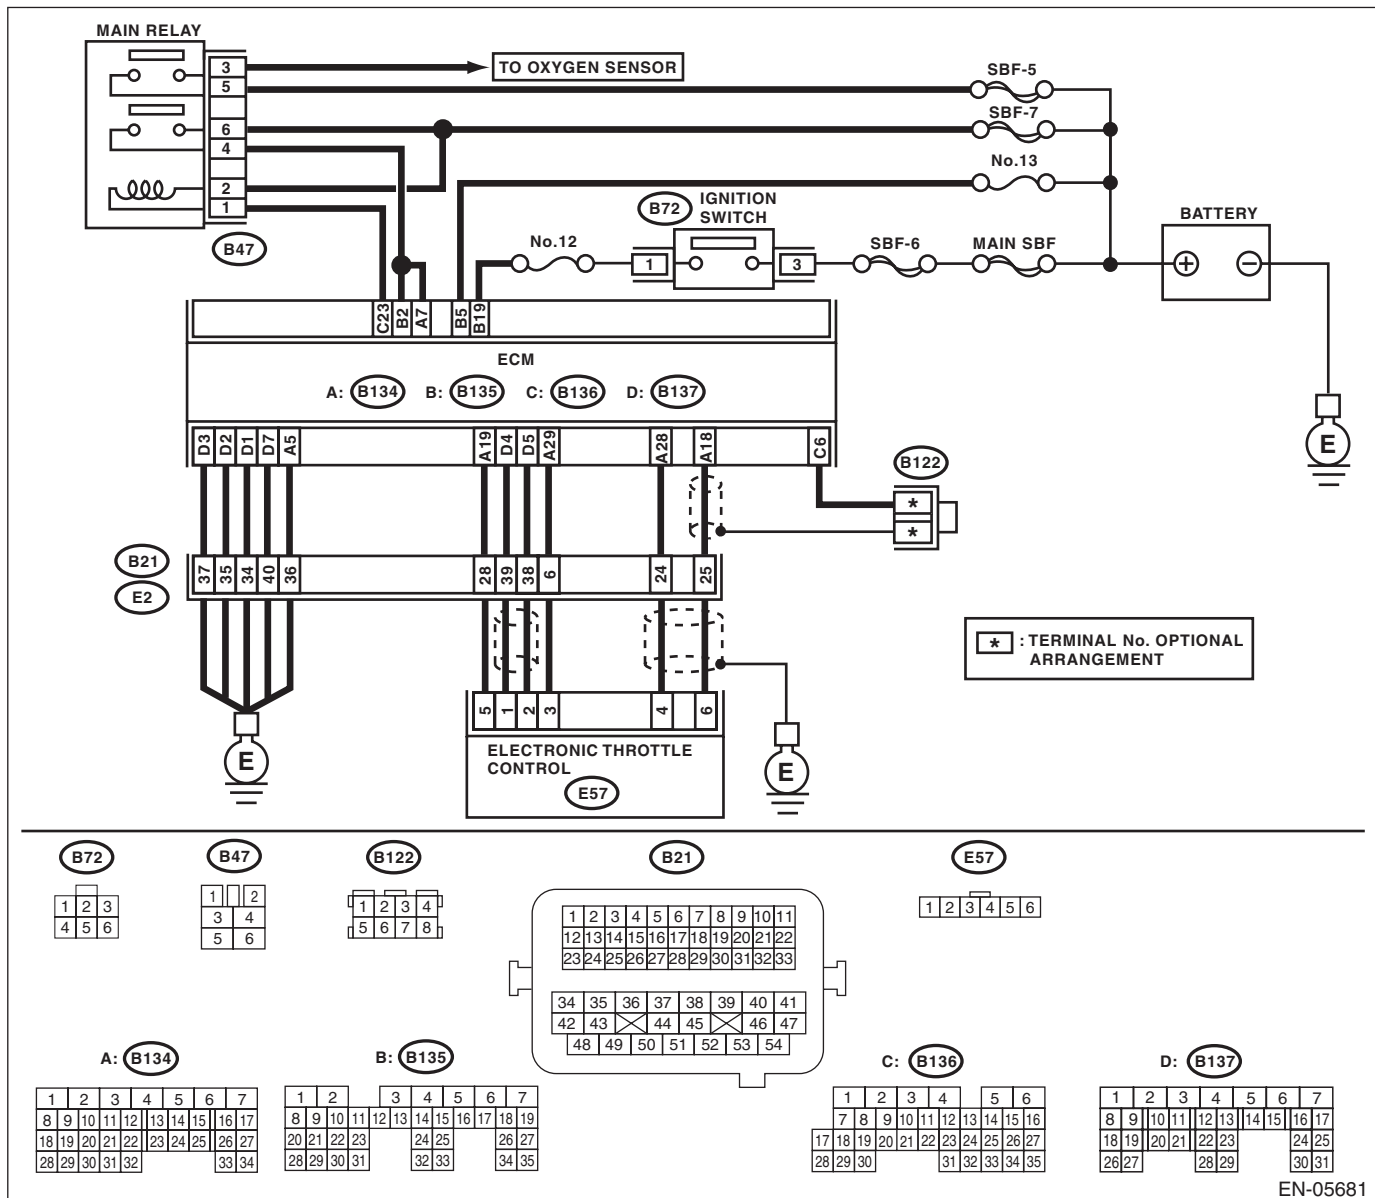 MAIN RELAY
3
TO OXYGEN SENSOR
5
SBF-5
6
SBF-7
4
No.13
2
1
B47
B72
IGNITION
SWITCH
No.12
1
3
SBF-6
MAIN SBF
BATTERY
+
−
E
C23 B2 A7 B5 B19
ECM
A: B134 B: B135 C: B136 D: B137
D3 D2 D1 D7 A5 A19 D4 D5 A29 A28 A18 C6
B122
*
*
B21
E2
37 35 34 40 36 28 39 38 6 24 25
* : TERMINAL No. OPTIONAL
ARRANGEMENT
5 1 2 3 4 6
ELECTRONIC THROTTLE
CONTROL
E57
E
E
B72
1 2 3
4 5 6
B47
1 2
3 4
5 6
B122
1 2 3 4
5 6 7 8
B21
1 2 3 4 5 6 7 8 9 10 11
12 13 14 15 16 17 18 19 20 21 22
23 24 25 26 27 28 29 30 31 32 33
34 35 36 37 38 39 40 41
42 43 44 45 46 47
48 49 50 51 52 53 54
E57
1 2 3 4 5 6
A: B134
1 2 3 4 5 6 7
8 9 10 11 12 13 14 15 16 17
18 19 20 21 22 23 24 25 26 27
28 29 30 31 32 33 34
B: B135
1 2 3 4 5 6 7
8 9 10 11 12 13 14 15 16 17 18 19
20 21 22 23 24 25 26 27
28 29 30 31 32 33 34 35
C: B136
1 2 3 4 5 6
7 8 9 10 11 12 13 14 15 16
17 18 19 20 21 22 23 24 25 26 27
28 29 30 31 32 33 34 35
D: B137
1 2 3 4 5 6 7
8 9 10 11 12 13 14 15 16 17
18 19 20 21 22 23 24 25
26 27 28 29 30 31
EN-05681